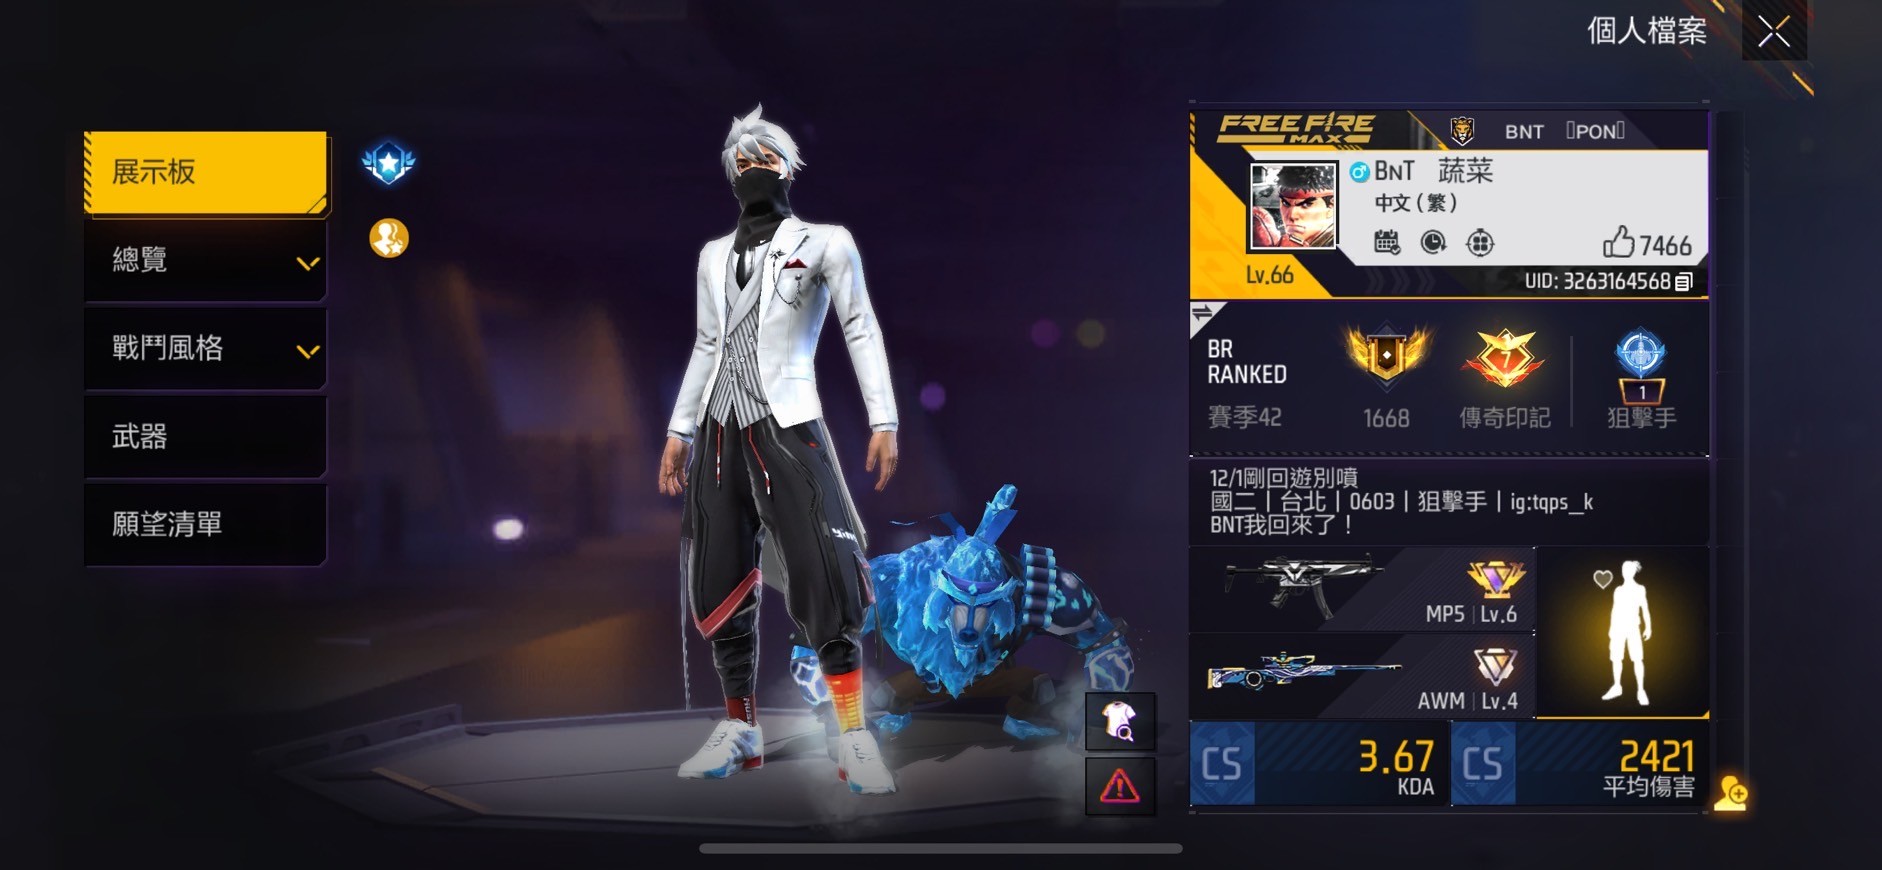 個人檔案
展示板
總覽
戰鬥風格
武器
願望清單
FREE FIRE
MAX
BNT PON
BNT 蔬菜
中文(繁)
7466
Lv.66
UID: 3263164568
BR
RANKED
賽季42
1668
7
傳奇印記
1
狙擊手
12/1剛回遊別噴
國二|台北|0603|狙擊手|ig:tqps_k
BNT我回來了!
MP5 | Lv.6
AWM | Lv.4
CS
3.67
KDA
CS
2421
平均傷害